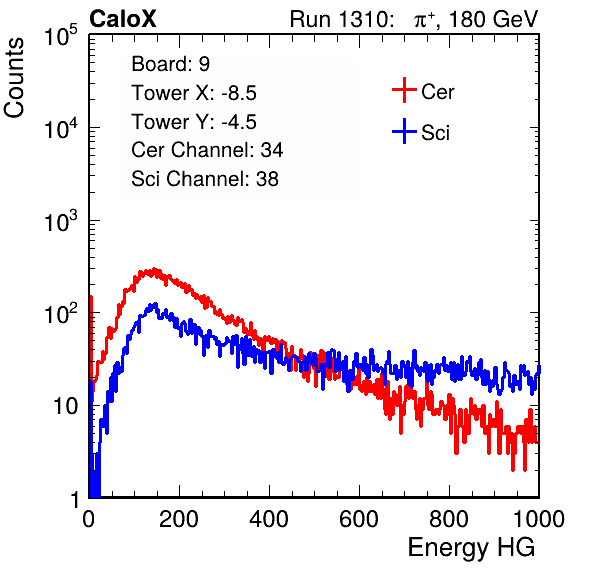 CaloX Run 1310: π⁺, 180 GeV
Counts
10⁵
10⁴
10³
10²
10
1
Board: 9
Tower X: -8.5
Tower Y: -4.5
Cer Channel: 34
Sci Channel: 38
Cer
Sci
0 200 400 600 800 1000
Energy HG